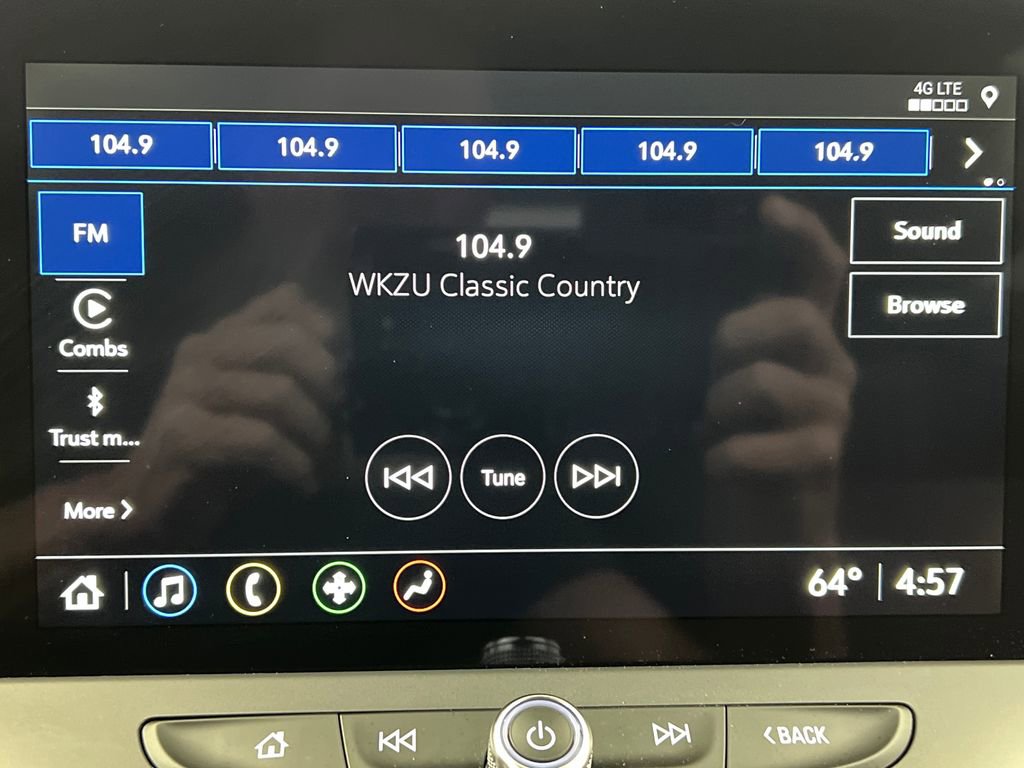 4G LTE
104.9 104.9 104.9 104.9 104.9
FM
104.9
WKZU Classic Country
Sound
Browse
Combs
Trust m...
More
Tune
64° 4:57
BACK